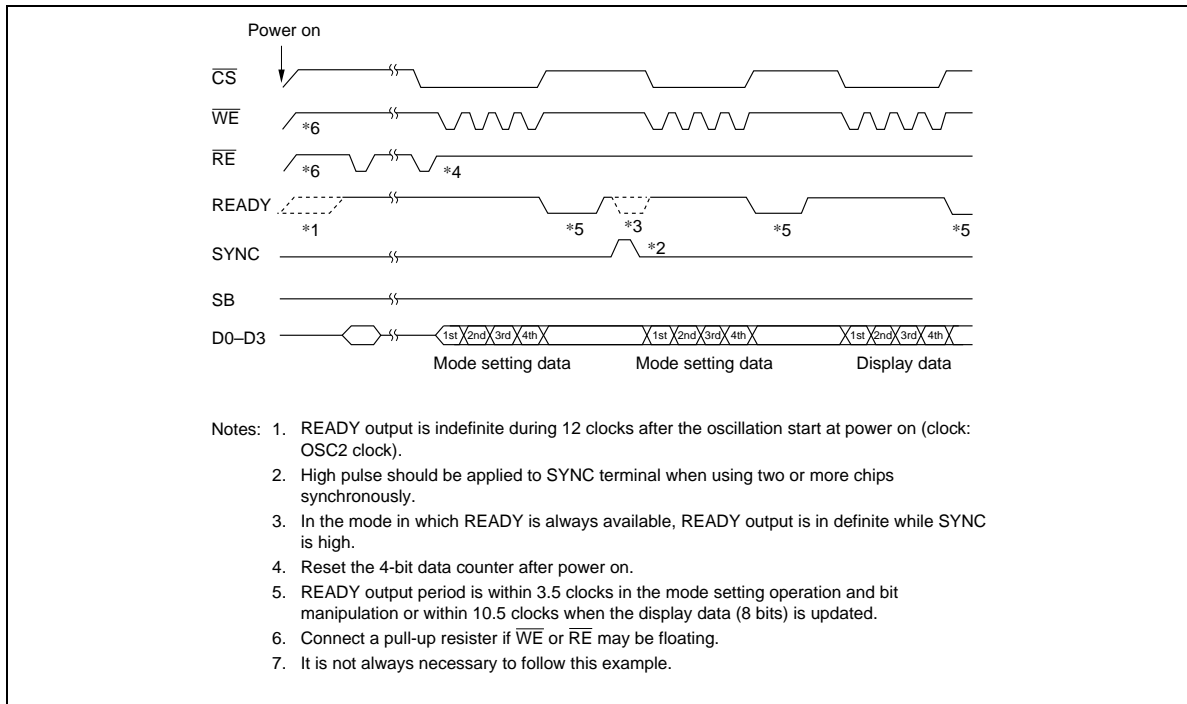 Power on
CS
WE
*6
RE
*6
*4
READY
*1
*5
*3
*5
*5
SYNC
*2
SB
D0–D3
1st 2nd 3rd 4th
1st 2nd 3rd 4th
1st 2nd 3rd 4th
Mode setting data
Mode setting data
Display data
Notes: 1. READY output is indefinite during 12 clocks after the oscillation start at power on (clock:
OSC2 clock).
2. High pulse should be applied to SYNC terminal when using two or more chips
synchronously.
3. In the mode in which READY is always available, READY output is in definite while SYNC
is high.
4. Reset the 4-bit data counter after power on.
5. READY output period is within 3.5 clocks in the mode setting operation and bit
manipulation or within 10.5 clocks when the display data (8 bits) is updated.
6. Connect a pull-up resister if WE or RE may be floating.
7. It is not always necessary to follow this example.